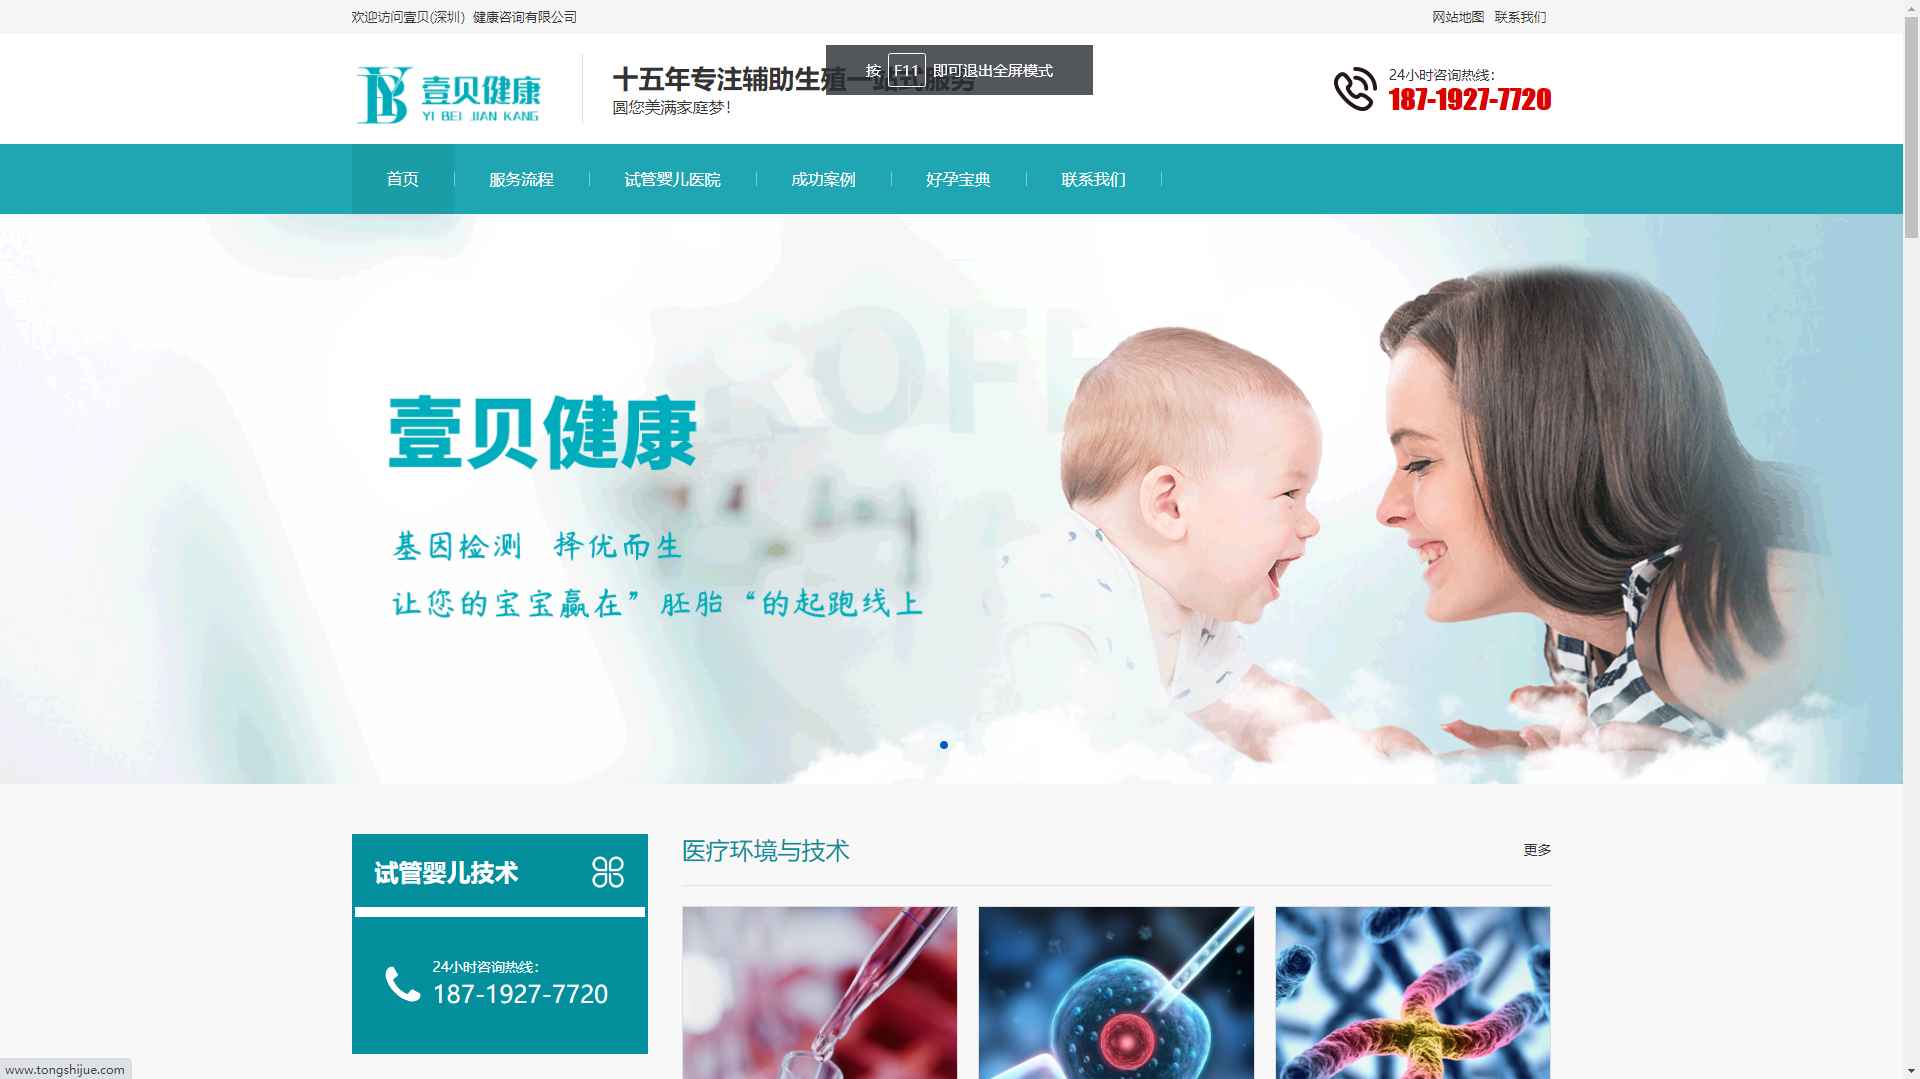 欢迎访问壹贝(深圳) 健康咨询有限公司
网站地图 联系我们
壹贝健康
YI BEI JIAN KANG
十五年专注辅助生殖一站式服务
圆您美满家庭梦!
按 F11 即可退出全屏模式
24小时咨询热线:
187-1927-7720
首页 服务流程 试管婴儿医院 成功案例 好孕宝典 联系我们
壹贝健康
基因检测 择优而生
让您的宝宝赢在”胚胎“的起跑线上
试管婴儿技术
24小时咨询热线:
187-1927-7720
医疗环境与技术
更多
www.tongshijue.com